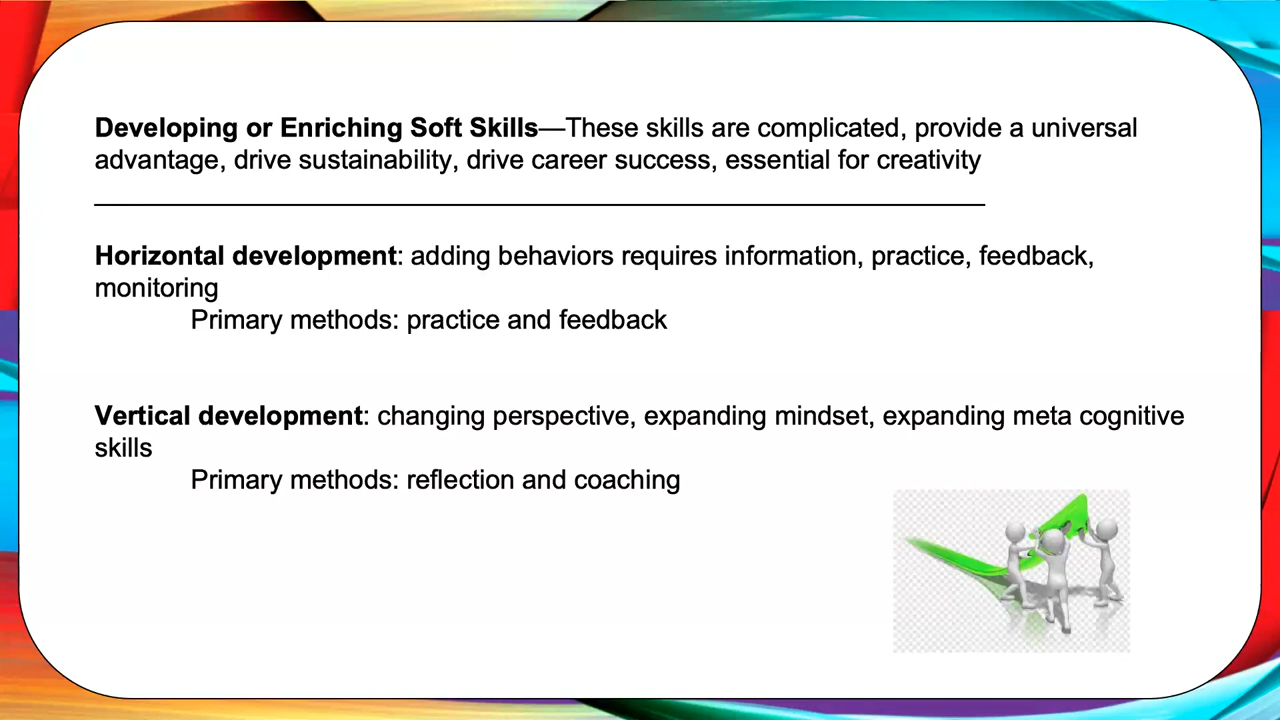 Developing or Enriching Soft Skills—These skills are complicated, provide a universal
advantage, drive sustainability, drive career success, essential for creativity
Horizontal development: adding behaviors requires information, practice, feedback,
monitoring
Primary methods: practice and feedback
Vertical development: changing perspective, expanding mindset, expanding meta cognitive
skills
Primary methods: reflection and coaching